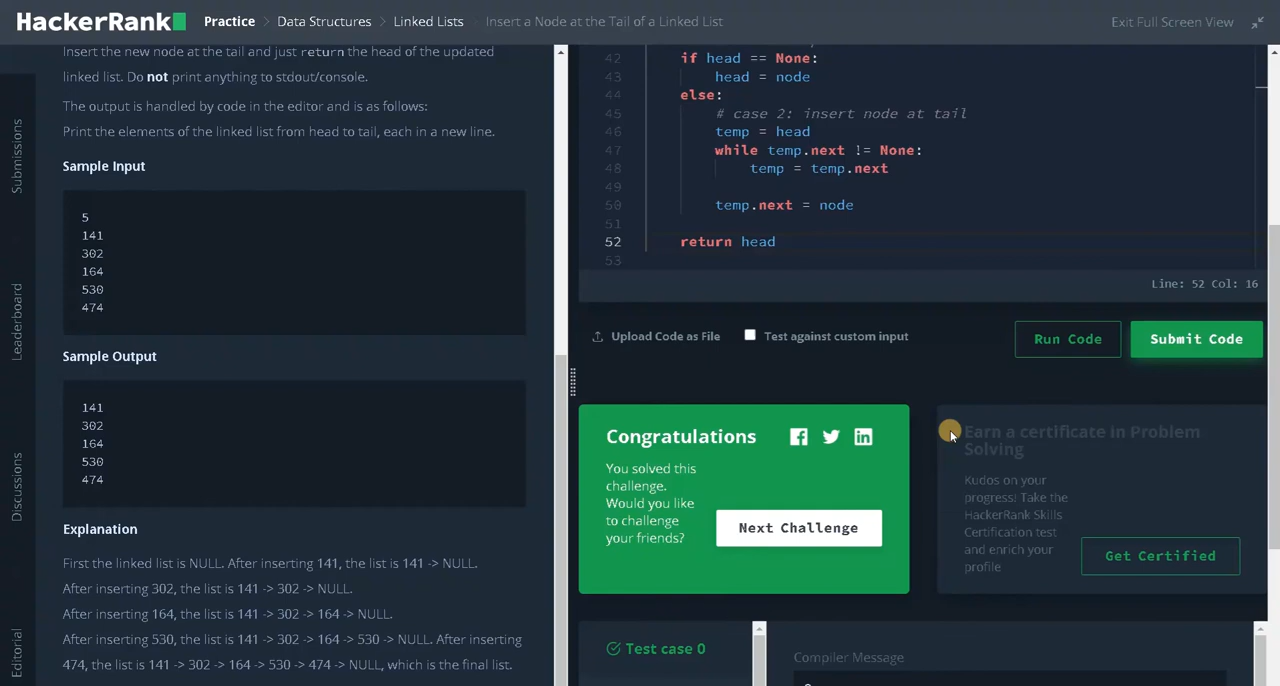 HackerRank
Practice > Data Structures > Linked Lists > Insert a Node at the Tail of a Linked List
Exit Full Screen View
Submissions
Leaderboard
Discussions
Editorial
Insert the new node at the tail and just return the head of the updated
linked list. Do not print anything to stdout/console.
The output is handled by code in the editor and is as follows:
Print the elements of the linked list from head to tail, each in a new line.
Sample Input
5
141
302
164
530
474
Sample Output
141
302
164
530
474
Explanation
First the linked list is NULL. After inserting 141, the list is 141 -> NULL.
After inserting 302, the list is 141 -> 302 -> NULL.
After inserting 164, the list is 141 -> 302 -> 164 -> NULL.
After inserting 530, the list is 141 -> 302 -> 164 -> 530 -> NULL. After inserting
474, the list is 141 -> 302 -> 164 -> 530 -> 474 -> NULL, which is the final list.
42 if head == None:
43 head = node
44 else:
45 # case 2: insert node at tail
46 temp = head
47 while temp.next != None:
48 temp = temp.next
49
50 temp.next = node
51
52 return head
53
Line: 52 Col: 16
Upload Code as File
Test against custom input
Run Code
Submit Code
Congratulations
You solved this
challenge.
Would you like
to challenge
your friends?
Next Challenge
Earn a certificate in Problem
Solving
Kudos on your
progress! Take the
HackerRank Skills
Certification test
and enrich your
profile
Get Certified
Test case 0
Compiler Message